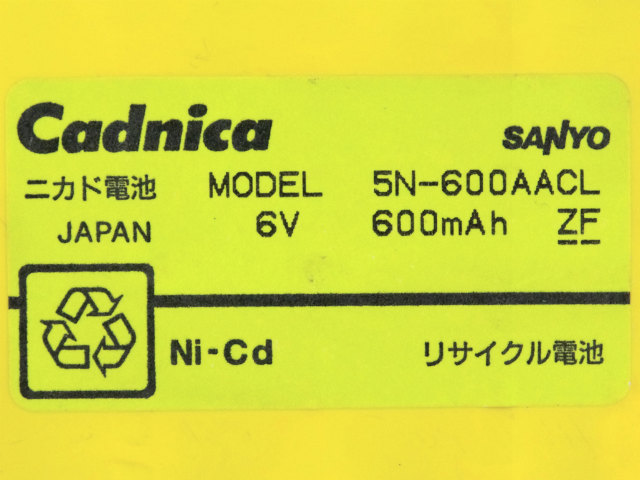 Cadnica SANYO
ニカド電池 MODEL 5N-600AACL
JAPAN 6V 600mAh ZF
Ni-Cd リサイクル電池